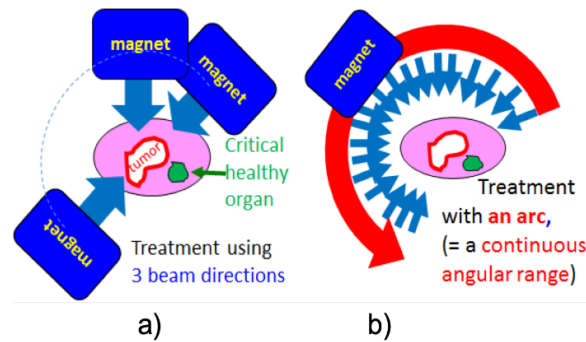 magnet
magnet
tumor
Critical
healthy
organ
magnet
Treatment using
3 beam directions
a)
magnet
Treatment
with an arc,
(= a continuous
angular range)
b)